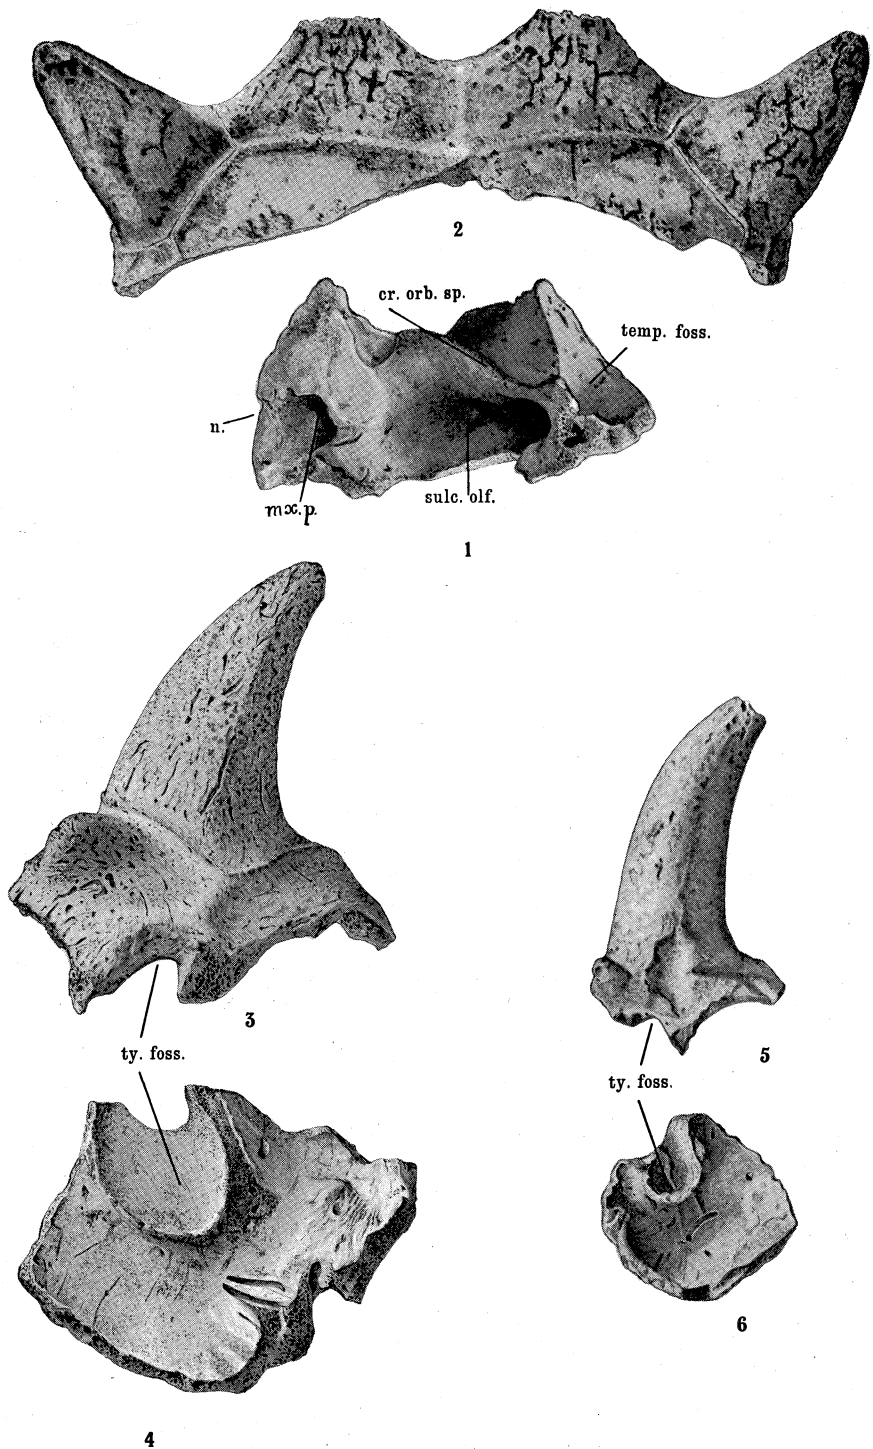 2
cr. orb. sp.
temp. foss.
n.
mx. p.
sulc. olf.
1
3
5
ty. foss.
ty. foss.
4
6